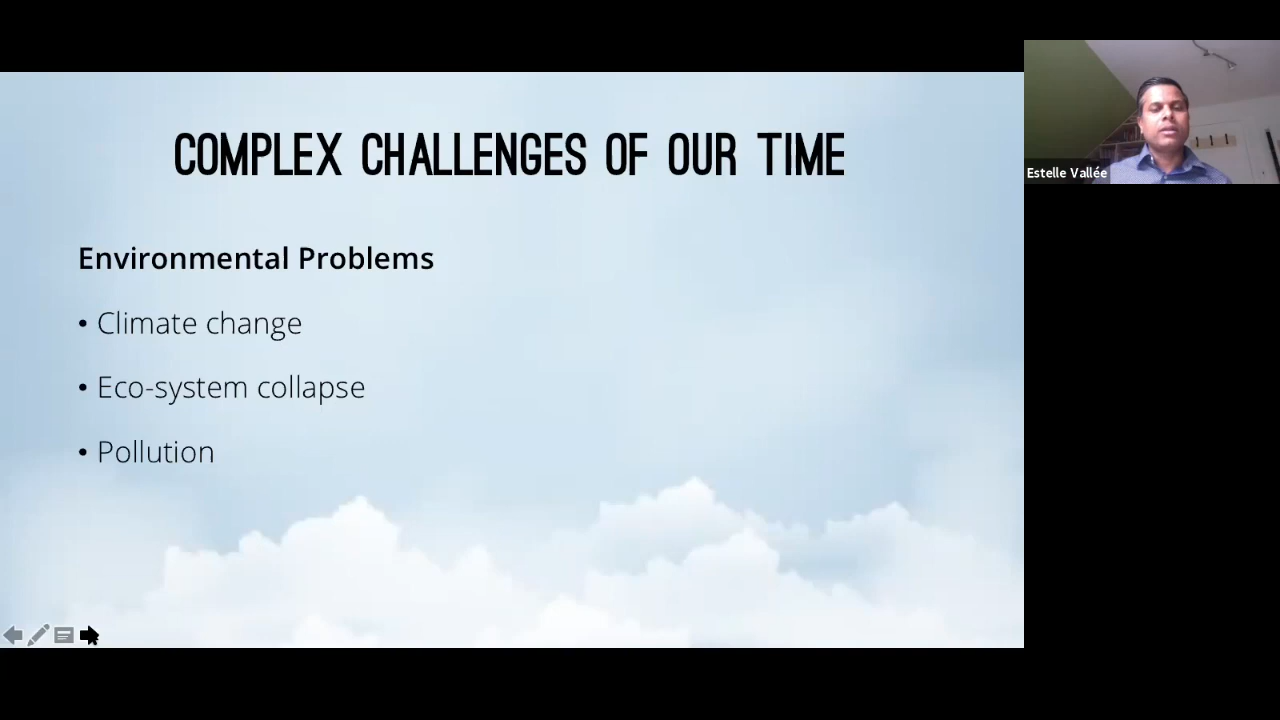 COMPLEX CHALLENGES OF OUR TIME
Environmental Problems
• Climate change
• Eco-system collapse
• Pollution
Estelle Vallée